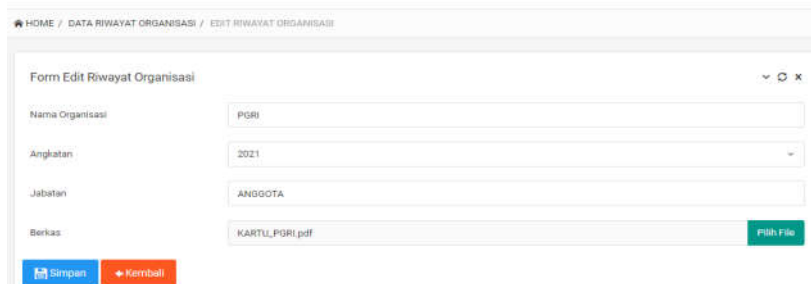 HOME / DATA RIWAYAT ORGANISASI / EDIT RIWAYAT ORGANISASI
Form Edit Riwayat Organisasi
Nama Organisasi PGRI
Angkatan 2021
Jabatan ANGGOTA
Berkas KARTU_PGRI.pdf Pilih File
Simpan Kembali